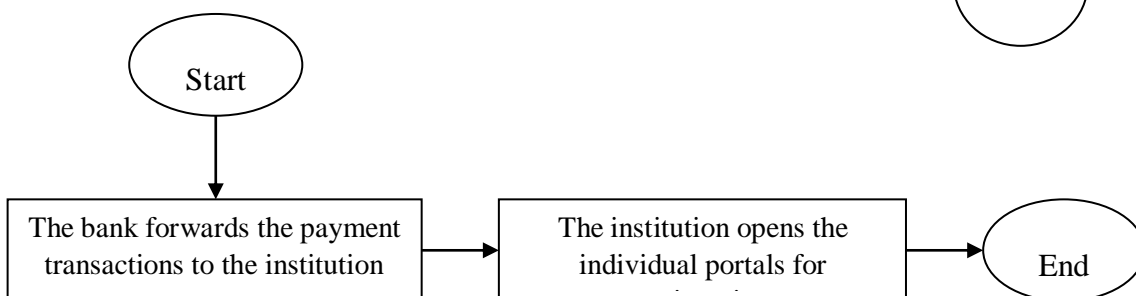 Start
The bank forwards the payment
transactions to the institution
The institution opens the
individual portals for
End